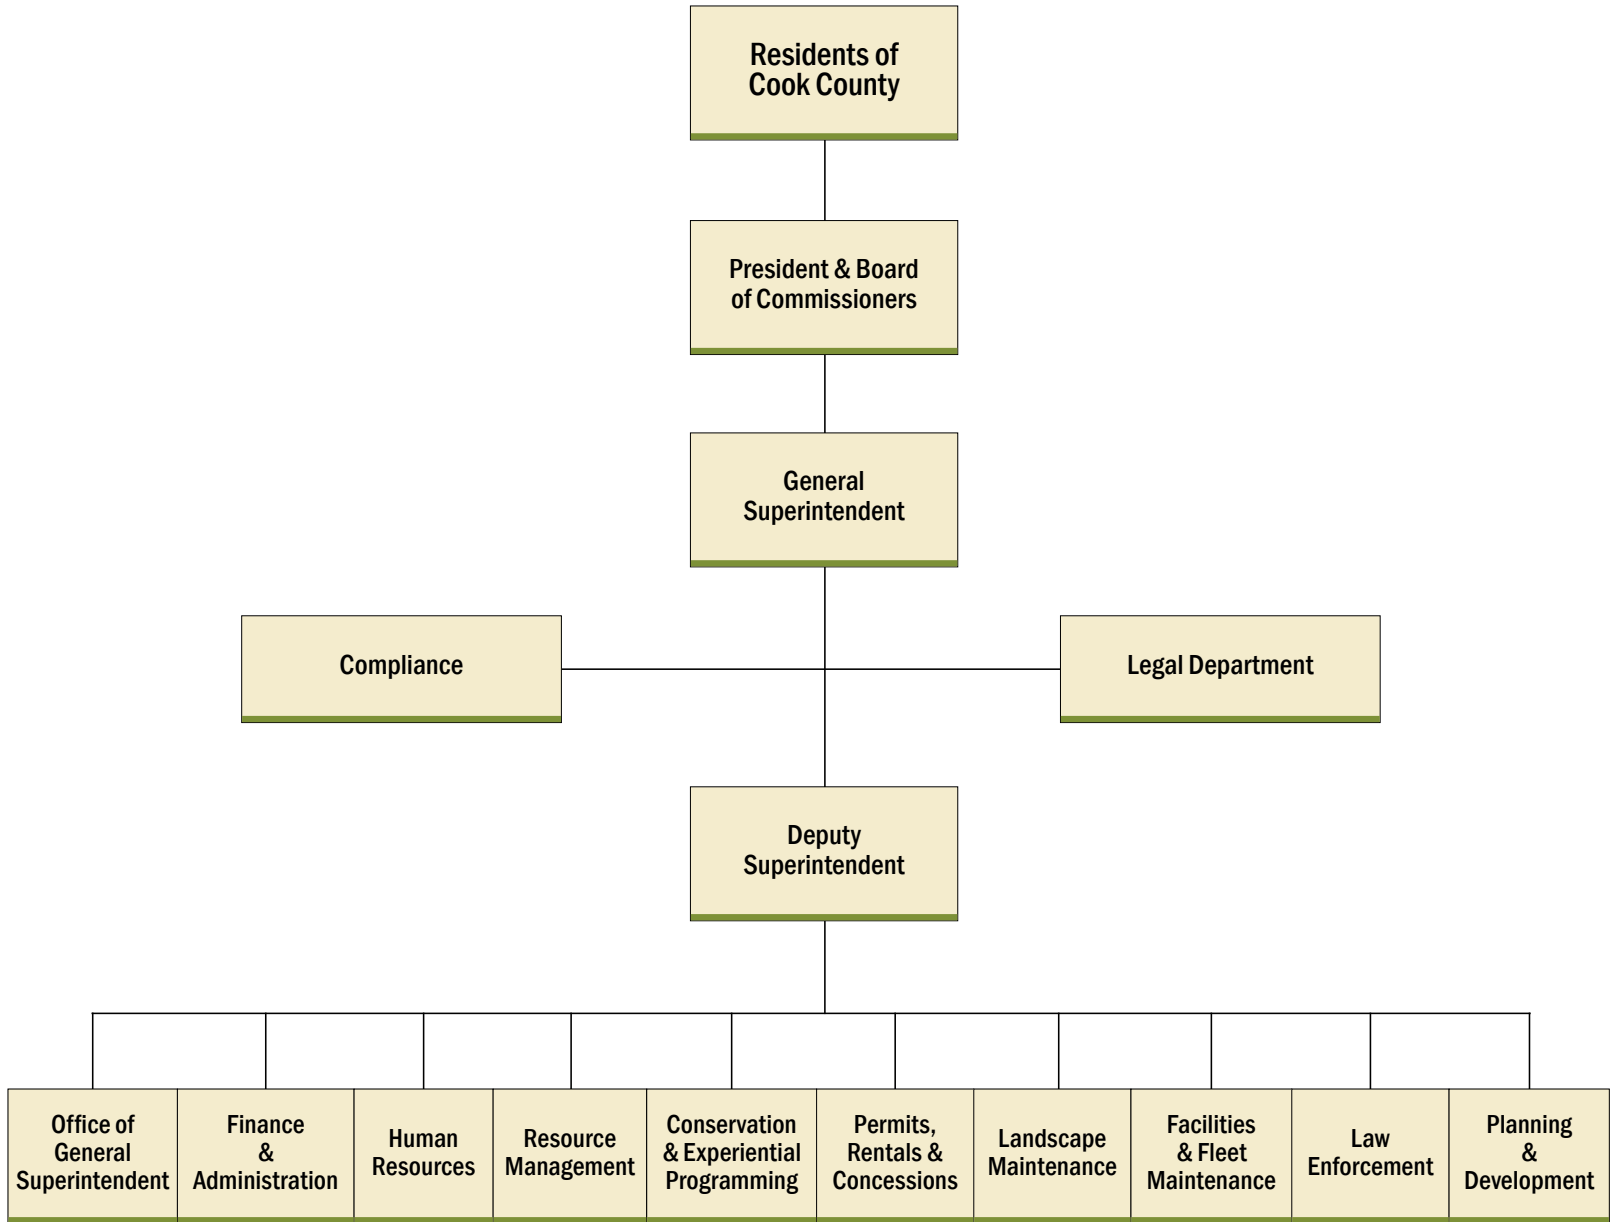 Residents of
Cook County
President & Board
of Commissioners
General
Superintendent
Compliance
Legal Department
Deputy
Superintendent
Office of
General
Superintendent
Finance
&
Administration
Human
Resources
Resource
Management
Conservation
& Experiential
Programming
Permits,
Rentals &
Concessions
Landscape
Maintenance
Facilities
& Fleet
Maintenance
Law
Enforcement
Planning
&
Development